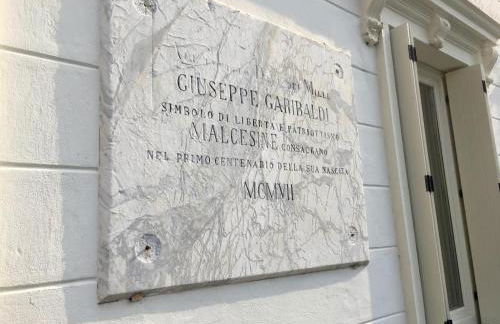 DEI MILLE
GIUSEPPE GARIBALDI
SIMBOLO DI LIBERTÀ E PATRIOTTISMO
MALCESINE CONSACRANO
NEL PRIMO CENTENARIO DELLA SUA NASCITA
MCMVII